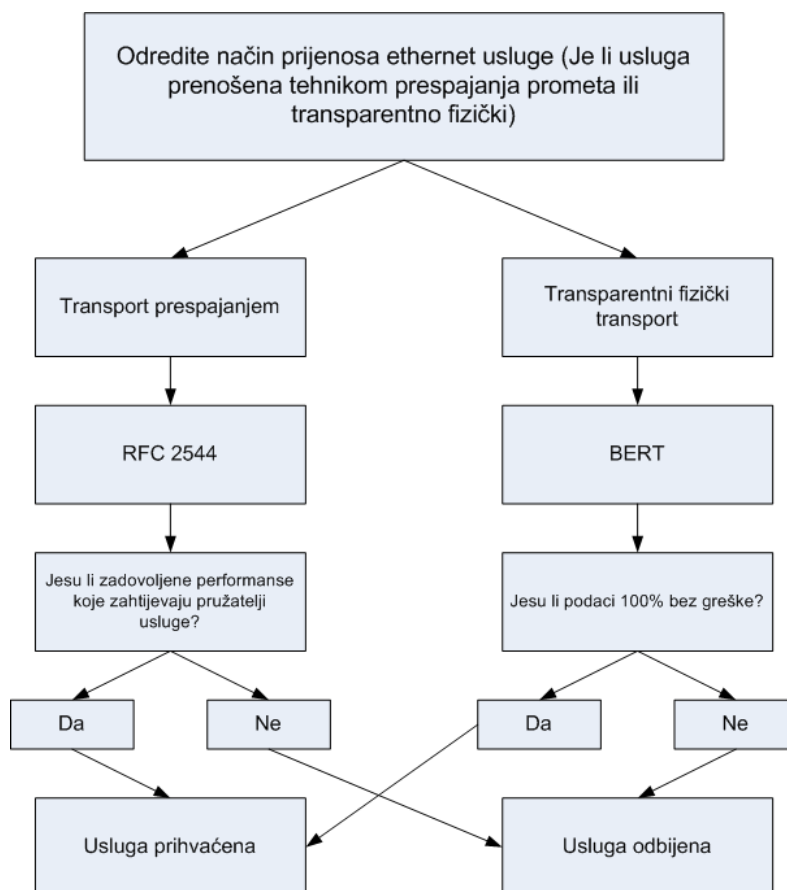 Odredite način prijenosa ethernet usluge (Je li usluga
prenošena tehnikom prespajanja prometa ili
transparentno fizički)
Transport prespajanjem
Transparentni fizički
transport
RFC 2544
BERT
Jesu li zadovoljene performanse
koje zahtijevaju pružatelji
usluge?
Jesu li podaci 100% bez greške?
Da
Ne
Da
Ne
Usluga prihvaćena
Usluga odbijena